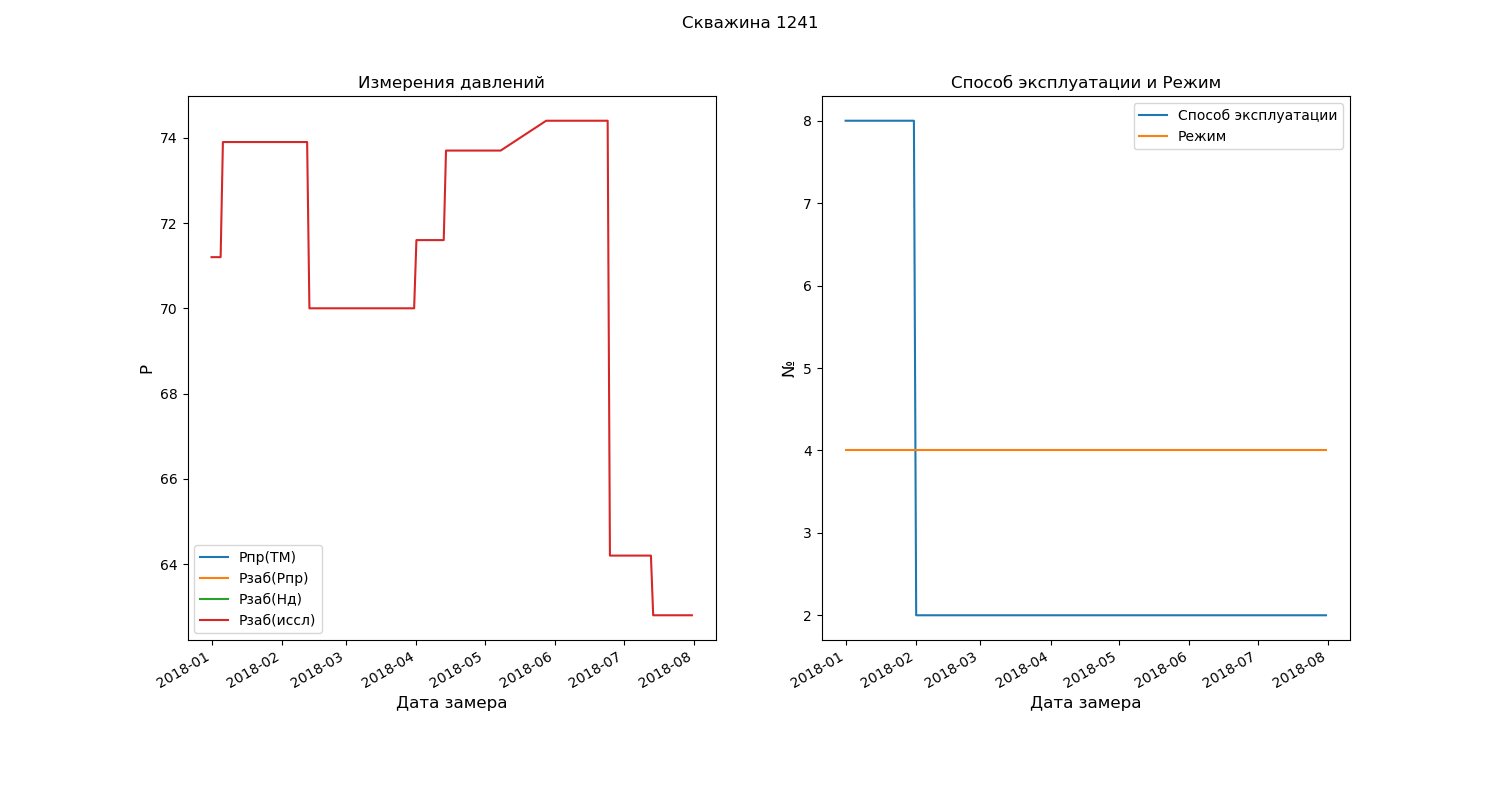 Скважина 1241
Измерения давлений
74
72
70
68
66
64
P
Рпр(ТМ)
Рзаб(Рпр)
Рзаб(Нд)
Рзаб(иссл)
2018-01
2018-02
2018-03
2018-04
2018-05
2018-06
2018-07
2018-08
Дата замера
Способ эксплуатации и Режим
8
7
6
5
4
3
2
№
Способ эксплуатации
Режим
2018-01
2018-02
2018-03
2018-04
2018-05
2018-06
2018-07
2018-08
Дата замера